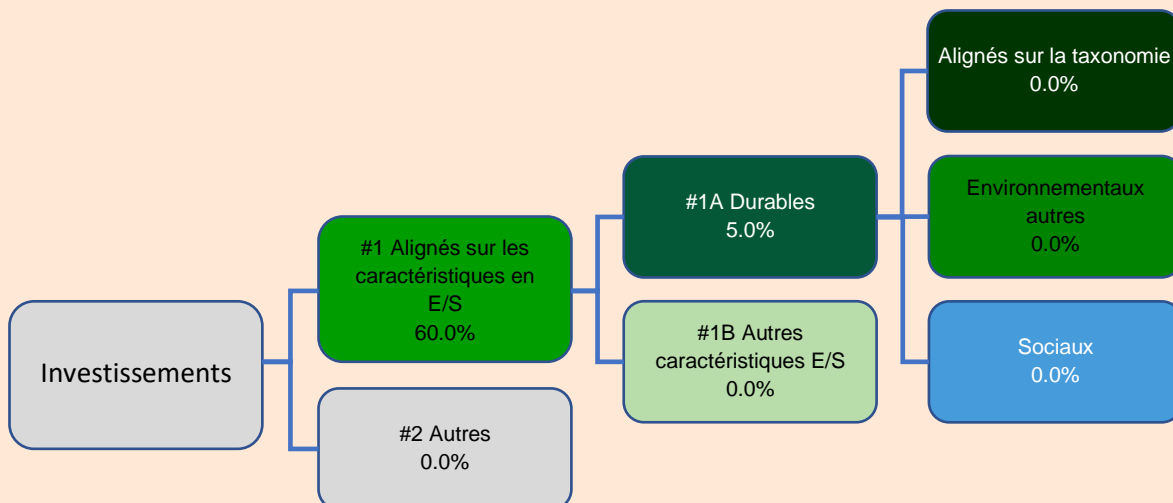 Investissements
#1 Alignés sur les
caractéristiques en
E/S
60.0%
#2 Autres
0.0%
#1A Durables
5.0%
#1B Autres
caractéristiques E/S
0.0%
Alignés sur la taxonomie
0.0%
Environnementaux
autres
0.0%
Sociaux
0.0%